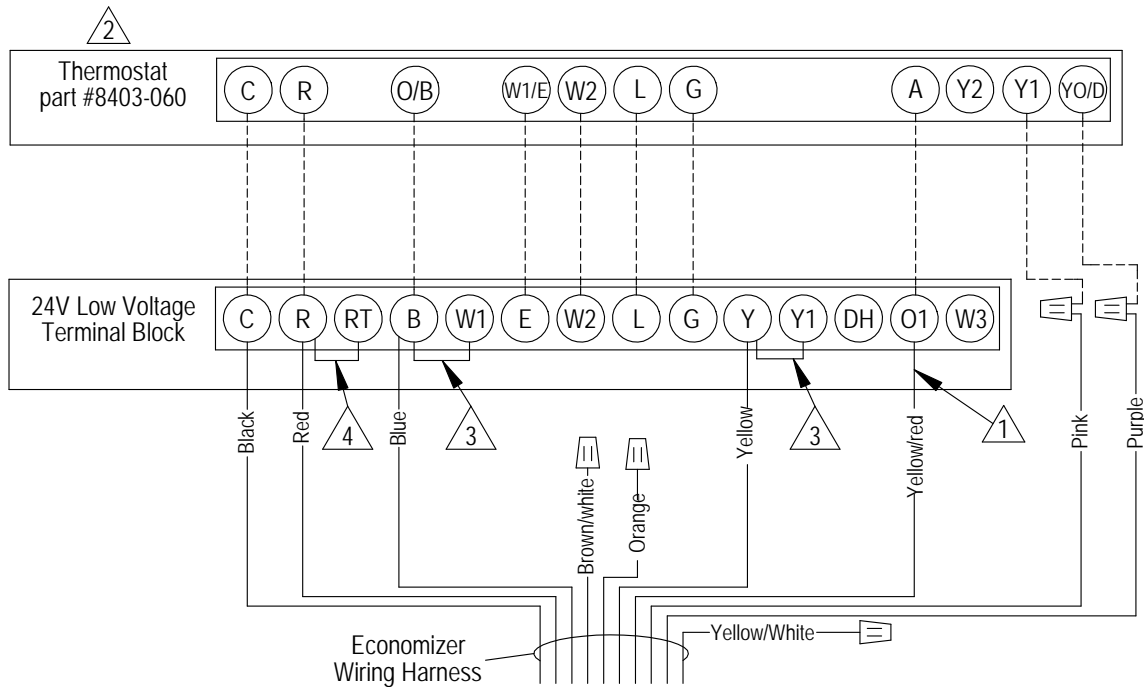 2
Thermostat
part #8403-060
C R O/B W1/E W2 L G A Y2 Y1 YO/D
24V Low Voltage
Terminal Block
C R RT B W1 E W2 L G Y Y1 DH O1 W3
4 3 3 1
Black
Red
Blue
Brown/white
Orange
Yellow
Yellow/red
Pink
Purple
Yellow/White
Economizer
Wiring Harness